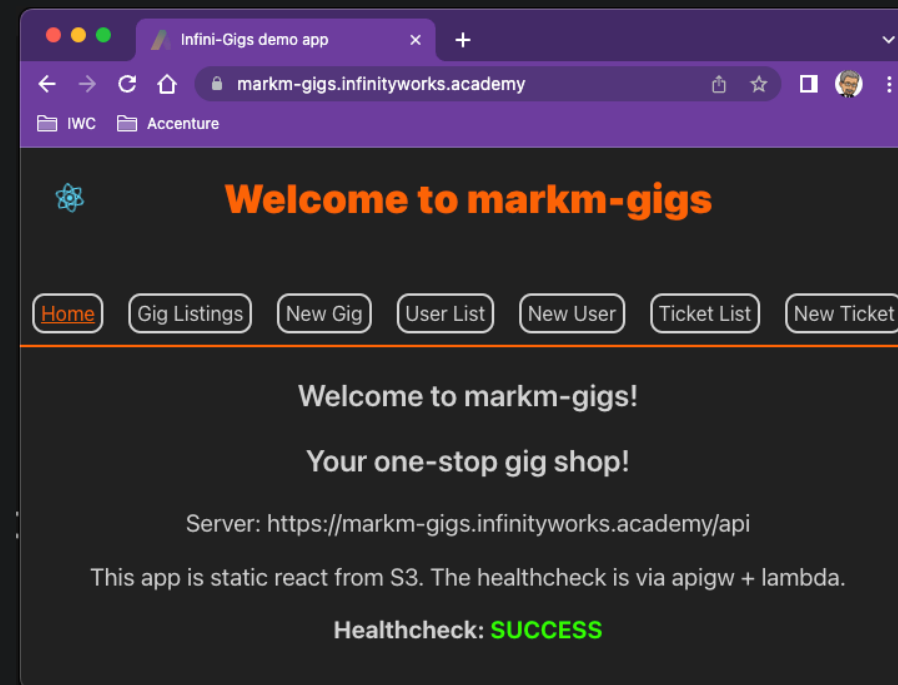 Infini-Gigs demo app
markm-gigs.infinityworks.academy
IWC Accenture
Welcome to markm-gigs
Home Gig Listings New Gig User List New User Ticket List New Ticket
Welcome to markm-gigs!
Your one-stop gig shop!
Server: https://markm-gigs.infinityworks.academy/api
This app is static react from S3. The healthcheck is via apigw + lambda.
Healthcheck: SUCCESS